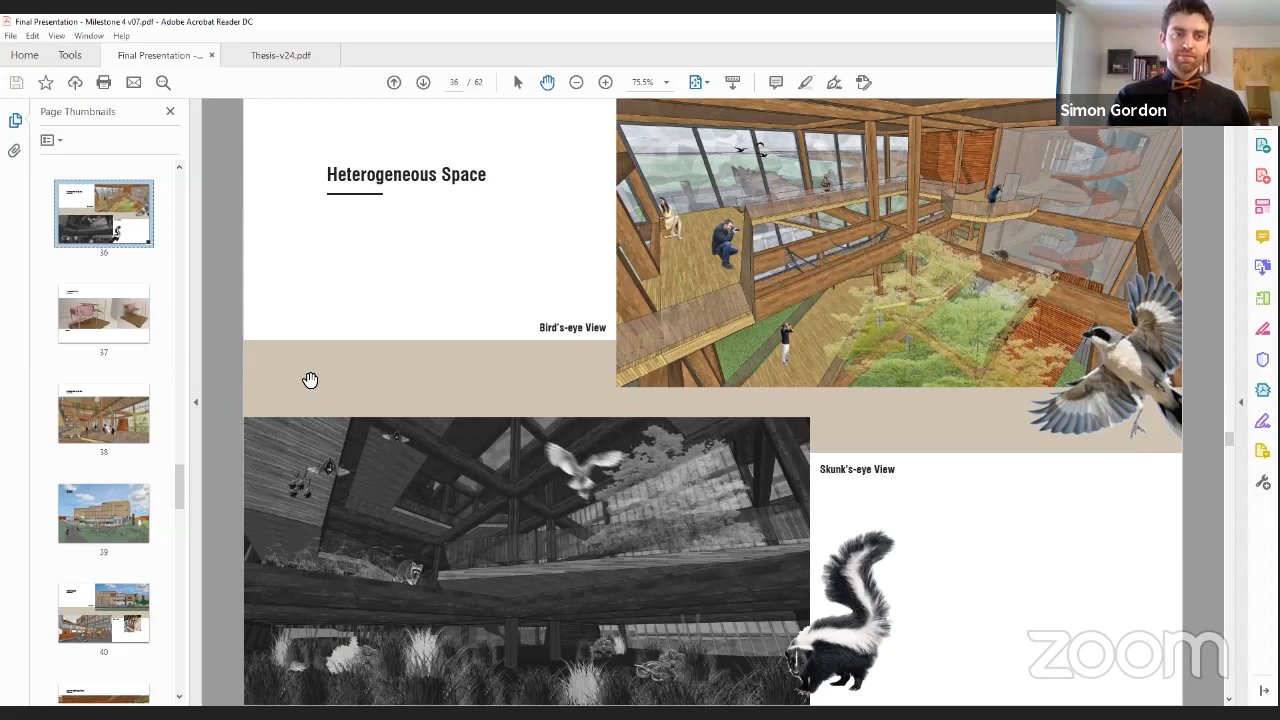 Final Presentation - Milestone 4 v07.pdf - Adobe Acrobat Reader DC
File Edit View Window Help
Home Tools Final Presentation -... × Thesis-v24.pdf
36 / 62 75.5%
Simon Gordon
Page Thumbnails
36
37
38
39
40
Heterogeneous Space
Bird's-eye View
Skunk's-eye View
zoom